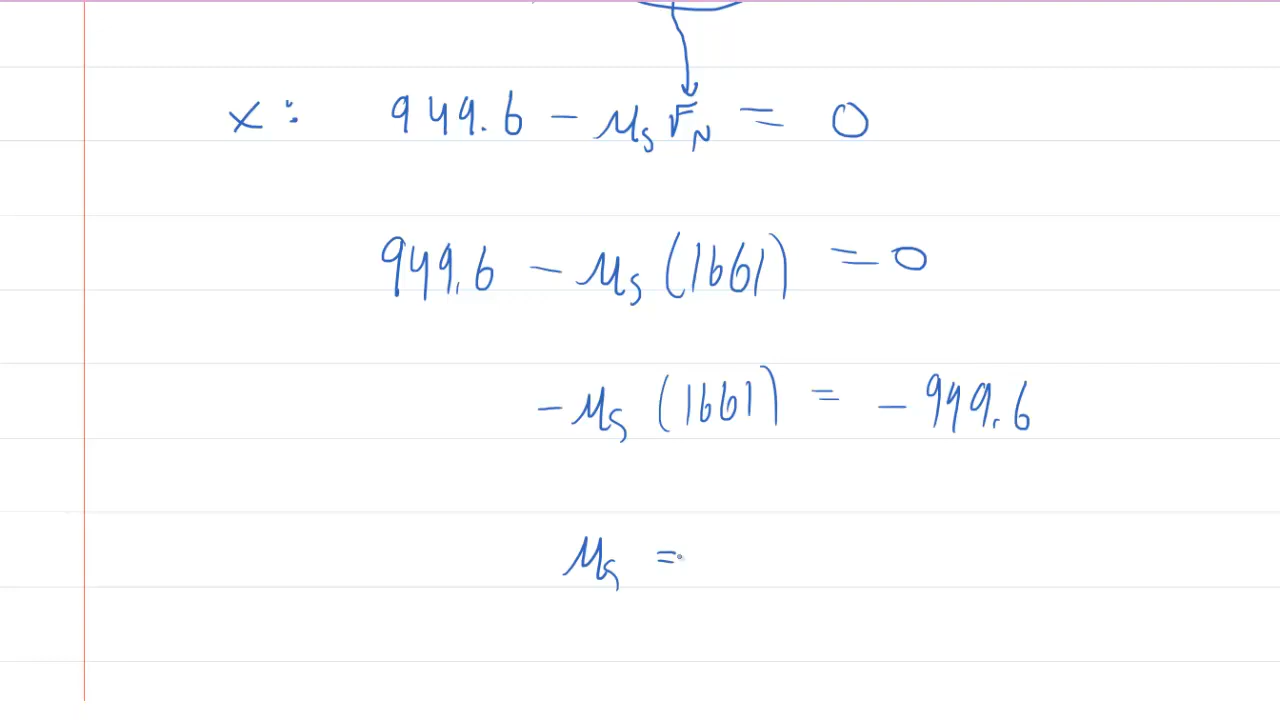 x: 949.6 - μs FN = 0
949.6 - μs (1661) = 0
-μs (1661) = -949.6
μs =